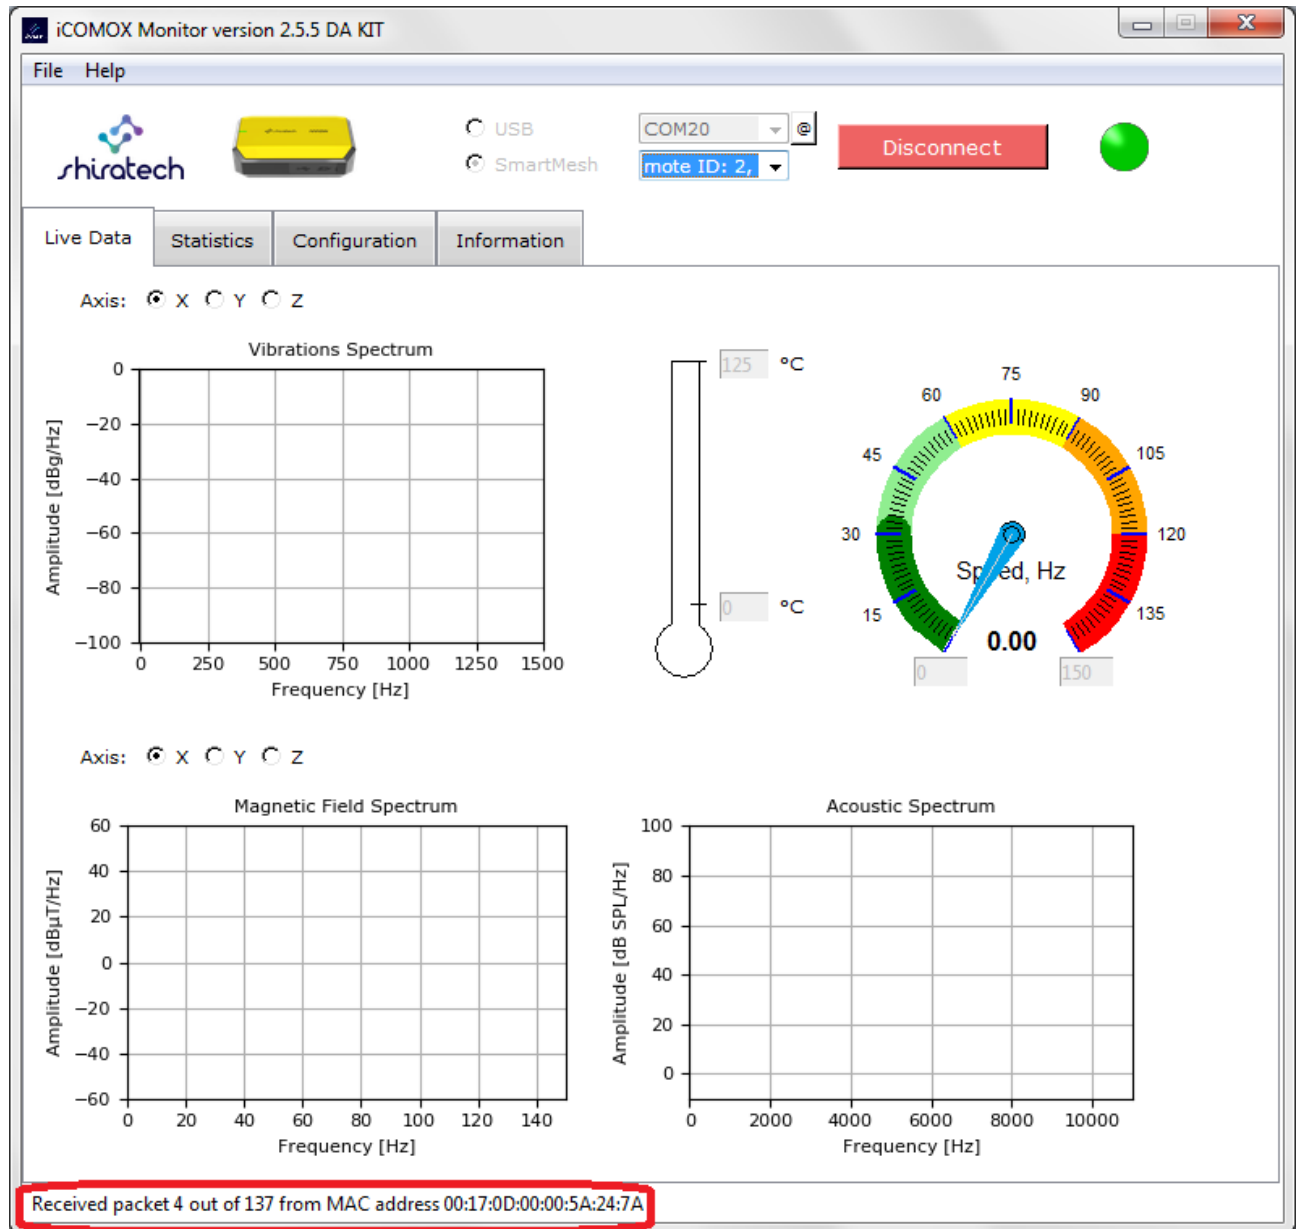 iCOMOX Monitor version 2.5.5 DA KIT
File Help
shiratech
USB
SmartMesh
COM20
@
mote ID: 2,
Disconnect
Live Data
Statistics
Configuration
Information
Axis: X Y Z
Vibrations Spectrum
0
−20
−40
−60
−80
−100
Amplitude [dBg/Hz]
0 250 500 750 1000 1250 1500
Frequency [Hz]
125 °C
0 °C
0
15
30
45
60
75
90
105
120
135
150
Speed, Hz
0.00
Axis: X Y Z
Magnetic Field Spectrum
60
40
20
0
−20
−40
−60
Amplitude [dBµT/Hz]
0 20 40 60 80 100 120 140
Frequency [Hz]
Acoustic Spectrum
100
80
60
40
20
0
Amplitude [dB SPL/Hz]
0 2000 4000 6000 8000 10000
Frequency [Hz]
Received packet 4 out of 137 from MAC address 00:17:0D:00:00:5A:24:7A